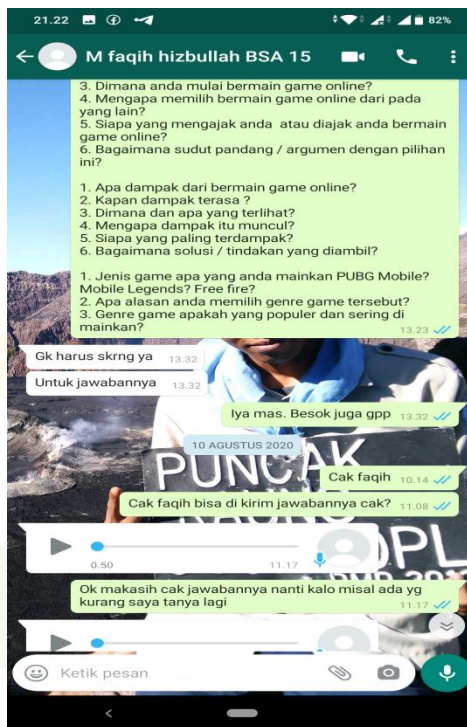 21.22
82%
M faqih hizbullah BSA 15
3. Dimana anda mulai bermain game online?
4. Mengapa memilih bermain game online dari pada
yang lain?
5. Siapa yang mengajak anda  atau diajak anda bermain
game online?
6. Bagaimana sudut pandang / argumen dengan pilihan
ini?
1. Apa dampak dari bermain game online?
2. Kapan dampak terasa ?
3. Dimana dan apa yang terlihat?
4. Mengapa dampak itu muncul?
5. Siapa yang paling terdampak?
6. Bagaimana solusi / tindakan yang diambil?
1. Jenis game apa yang anda mainkan PUBG Mobile?
Mobile Legends? Free fire?
2. Apa alasan anda memilih genre game tersebut?
3. Genre game apakah yang populer dan sering di
mainkan?
13.23
Gk harus skrng ya 13.32
Untuk jawabannya 13.32
Iya mas. Besok juga gpp 13.32
10 AGUSTUS 2020
PUNCAK
Cak faqih 10.14
Cak faqih bisa di kirim jawabannya cak? 11.08
0.50 11.17
Ok makasih cak jawabannya nanti kalo misal ada yg
kurang saya tanya lagi
11.17
Ketik pesan